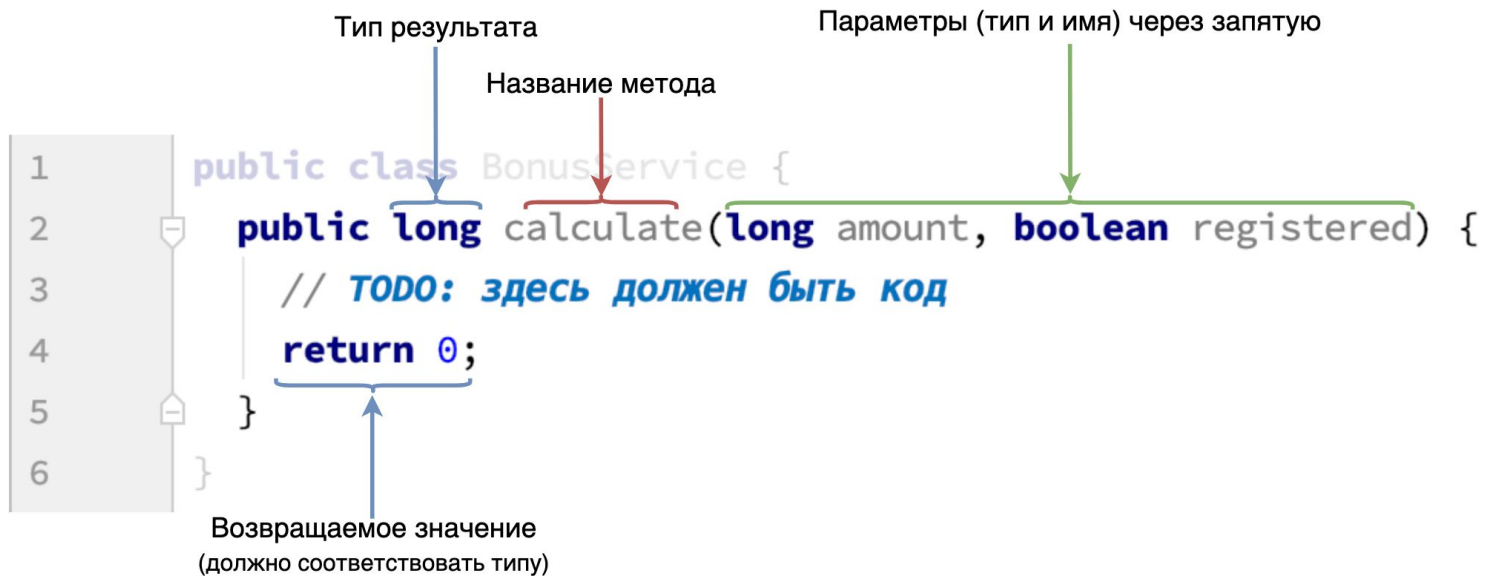 Тип результата
Параметры (тип и имя) через запятую
Название метода
1 public class BonusService {
2 public long calculate(long amount, boolean registered) {
3 // TODO: здесь должен быть код
4 return 0;
5 }
6 }
Возвращаемое значение
(должно соответствовать типу)